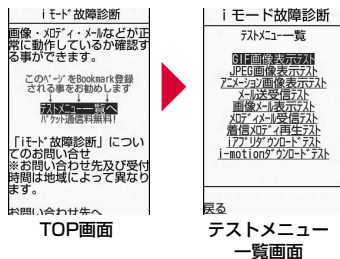 iモード故障診断
画像・メロディ・メールなどが正
常に動作しているか確認す
る事ができます。
このページをBookmark登録
される事をお勧めします
↓ ↓ ↓
テストメニュー一覧へ
パケット通信料無料!
「iモード故障診断」につい
てのお問い合せ
※お問い合わせ先及び受付
時間は地域によって異なり
ます。
お問い合わせ先へ
TOP画面
iモード故障診断
テストメニュー一覧
GIF画像表示テスト
JPEG画像表示テスト
アニメーション画像表示テスト
メール送受信テスト
画像メール表示テスト
メロディメール受信テスト
着信メロディ再生テスト
iアプリダウンロードテスト
i-motionダウンロードテスト
戻る
テストメニュー
一覧画面